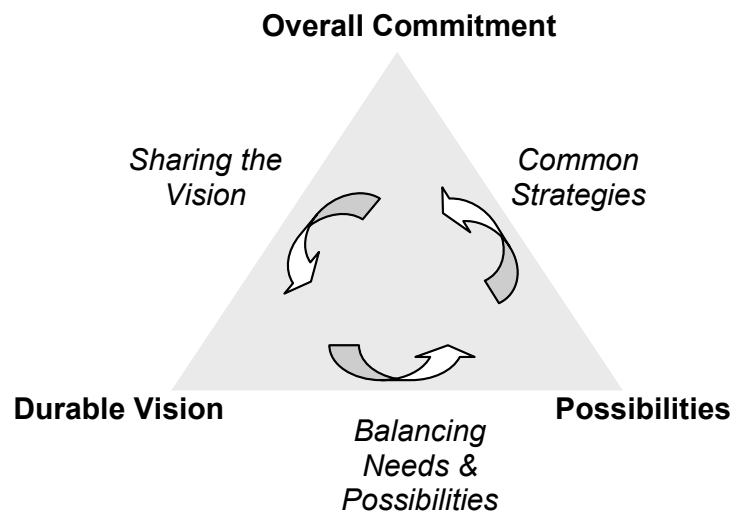 Overall Commitment
Sharing the
Vision
Common
Strategies
Durable Vision
Possibilities
Balancing
Needs &
Possibilities